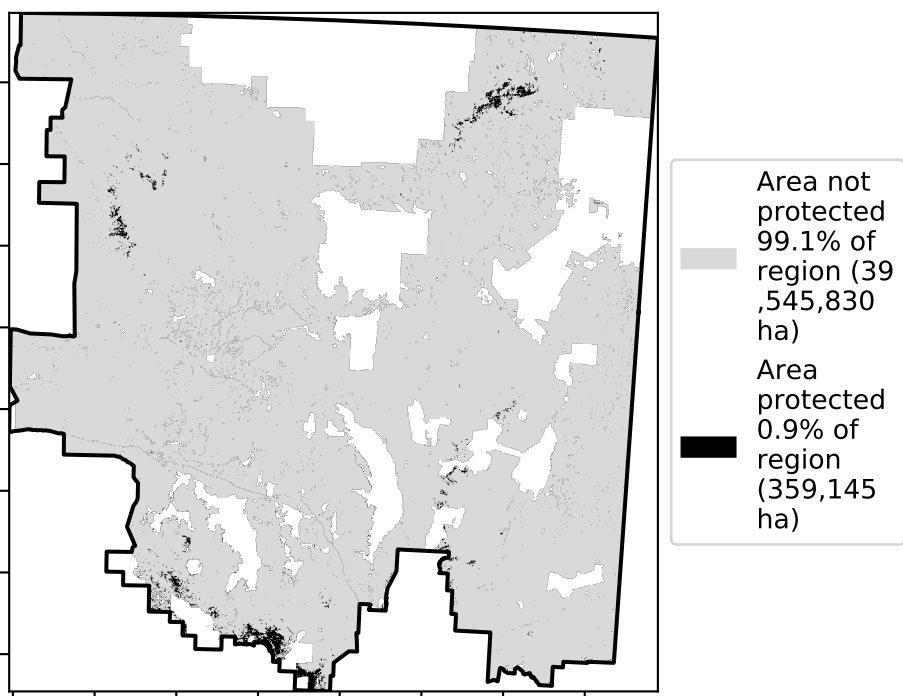 Area not
protected
99.1% of
region (39
,545,830
ha)
Area
protected
0.9% of
region
(359,145
ha)